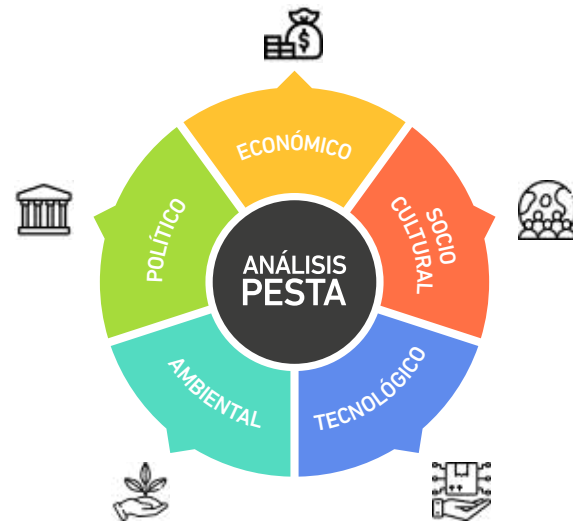 ECONÓMICO
SOCIO
CULTURAL
POLÍTICO
ANÁLISIS
PESTA
AMBIENTAL
TECNOLÓGICO